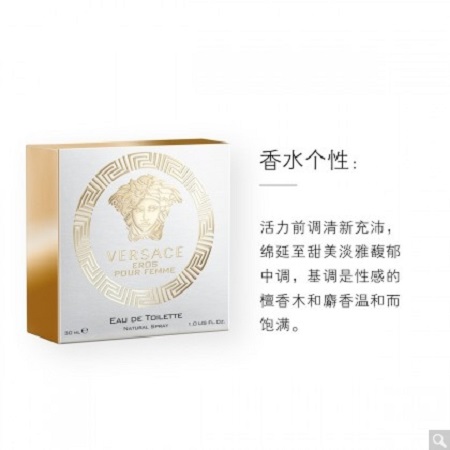 香水个性:
活力前调清新充沛，
绵延至甜美淡雅馥郁
中调，基调是性感的
檀香木和麝香温和而
饱满。
VERSACE
EROS
POUR FEMME
EAU DE TOILETTE
NATURAL SPRAY
30 ML ℮ 1.0 US FL. OZ.